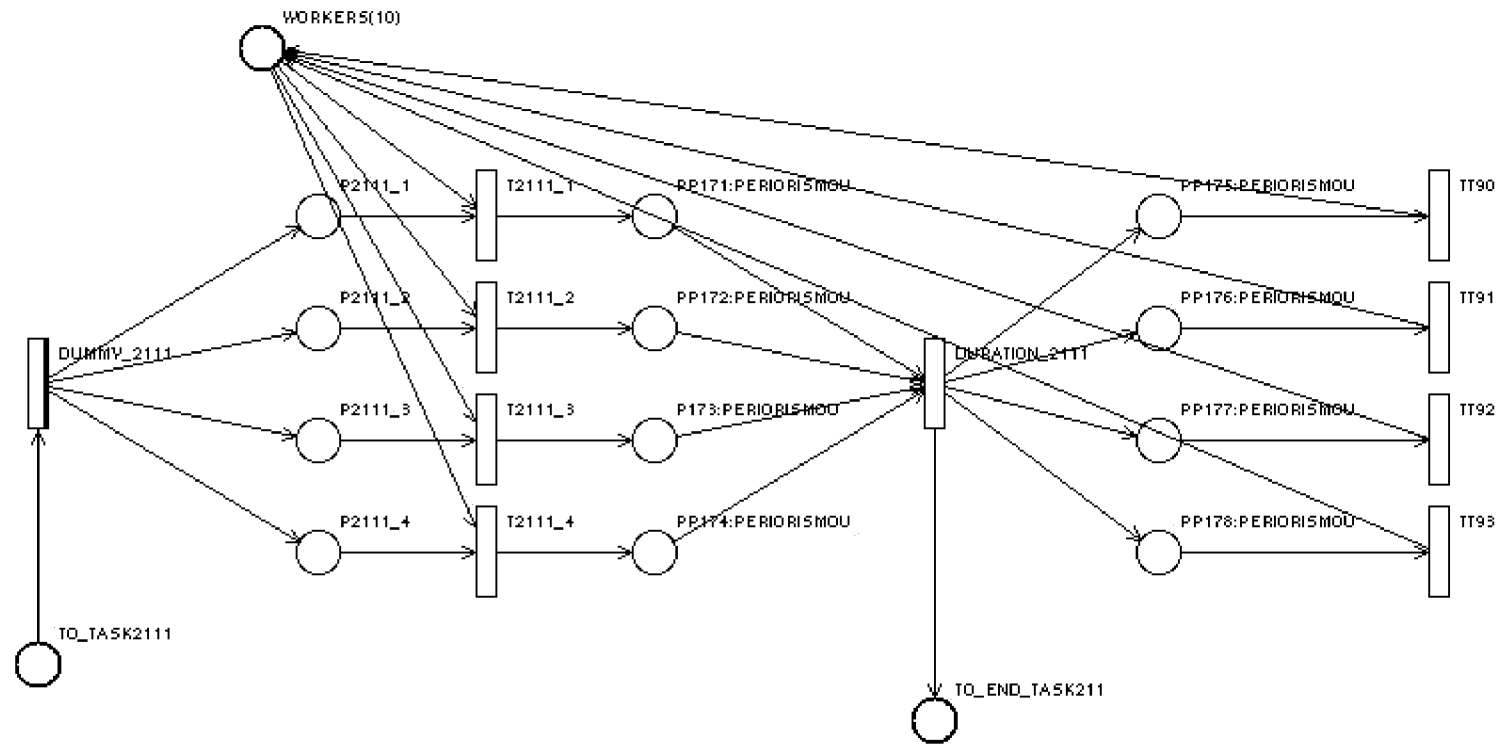 WORKERS(10)
P2111_1
T2111_1
PP171:PERIORISMOU
PP175:PERIORISMOU
TT90
P2111_2
T2111_2
PP172:PERIORISMOU
PP176:PERIORISMOU
TT91
DUMMY_2111
DURATION_2111
P2111_3
T2111_3
P173:PERIORISMOU
PP177:PERIORISMOU
TT92
P2111_4
T2111_4
PP174:PERIORISMOU
PP178:PERIORISMOU
TT93
TO_TASK2111
TO_END_TASK211